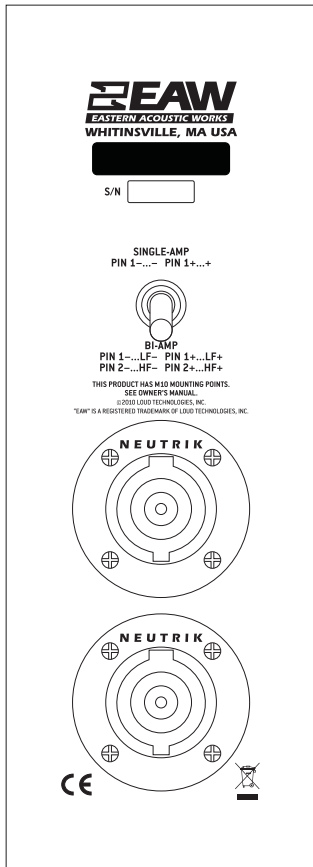 EAW
EASTERN ACOUSTIC WORKS
WHITINSVILLE, MA USA
S/N
SINGLE-AMP
PIN 1–...– PIN 1+...+
BI-AMP
PIN 1–...LF– PIN 1+...LF+
PIN 2–...HF– PIN 2+...HF+
THIS PRODUCT HAS M10 MOUNTING POINTS.
SEE OWNER'S MANUAL.
©2010 LOUD TECHNOLOGIES, INC.
"EAW" IS A REGISTERED TRADEMARK OF LOUD TECHNOLOGIES, INC.
NEUTRIK
NEUTRIK
CE